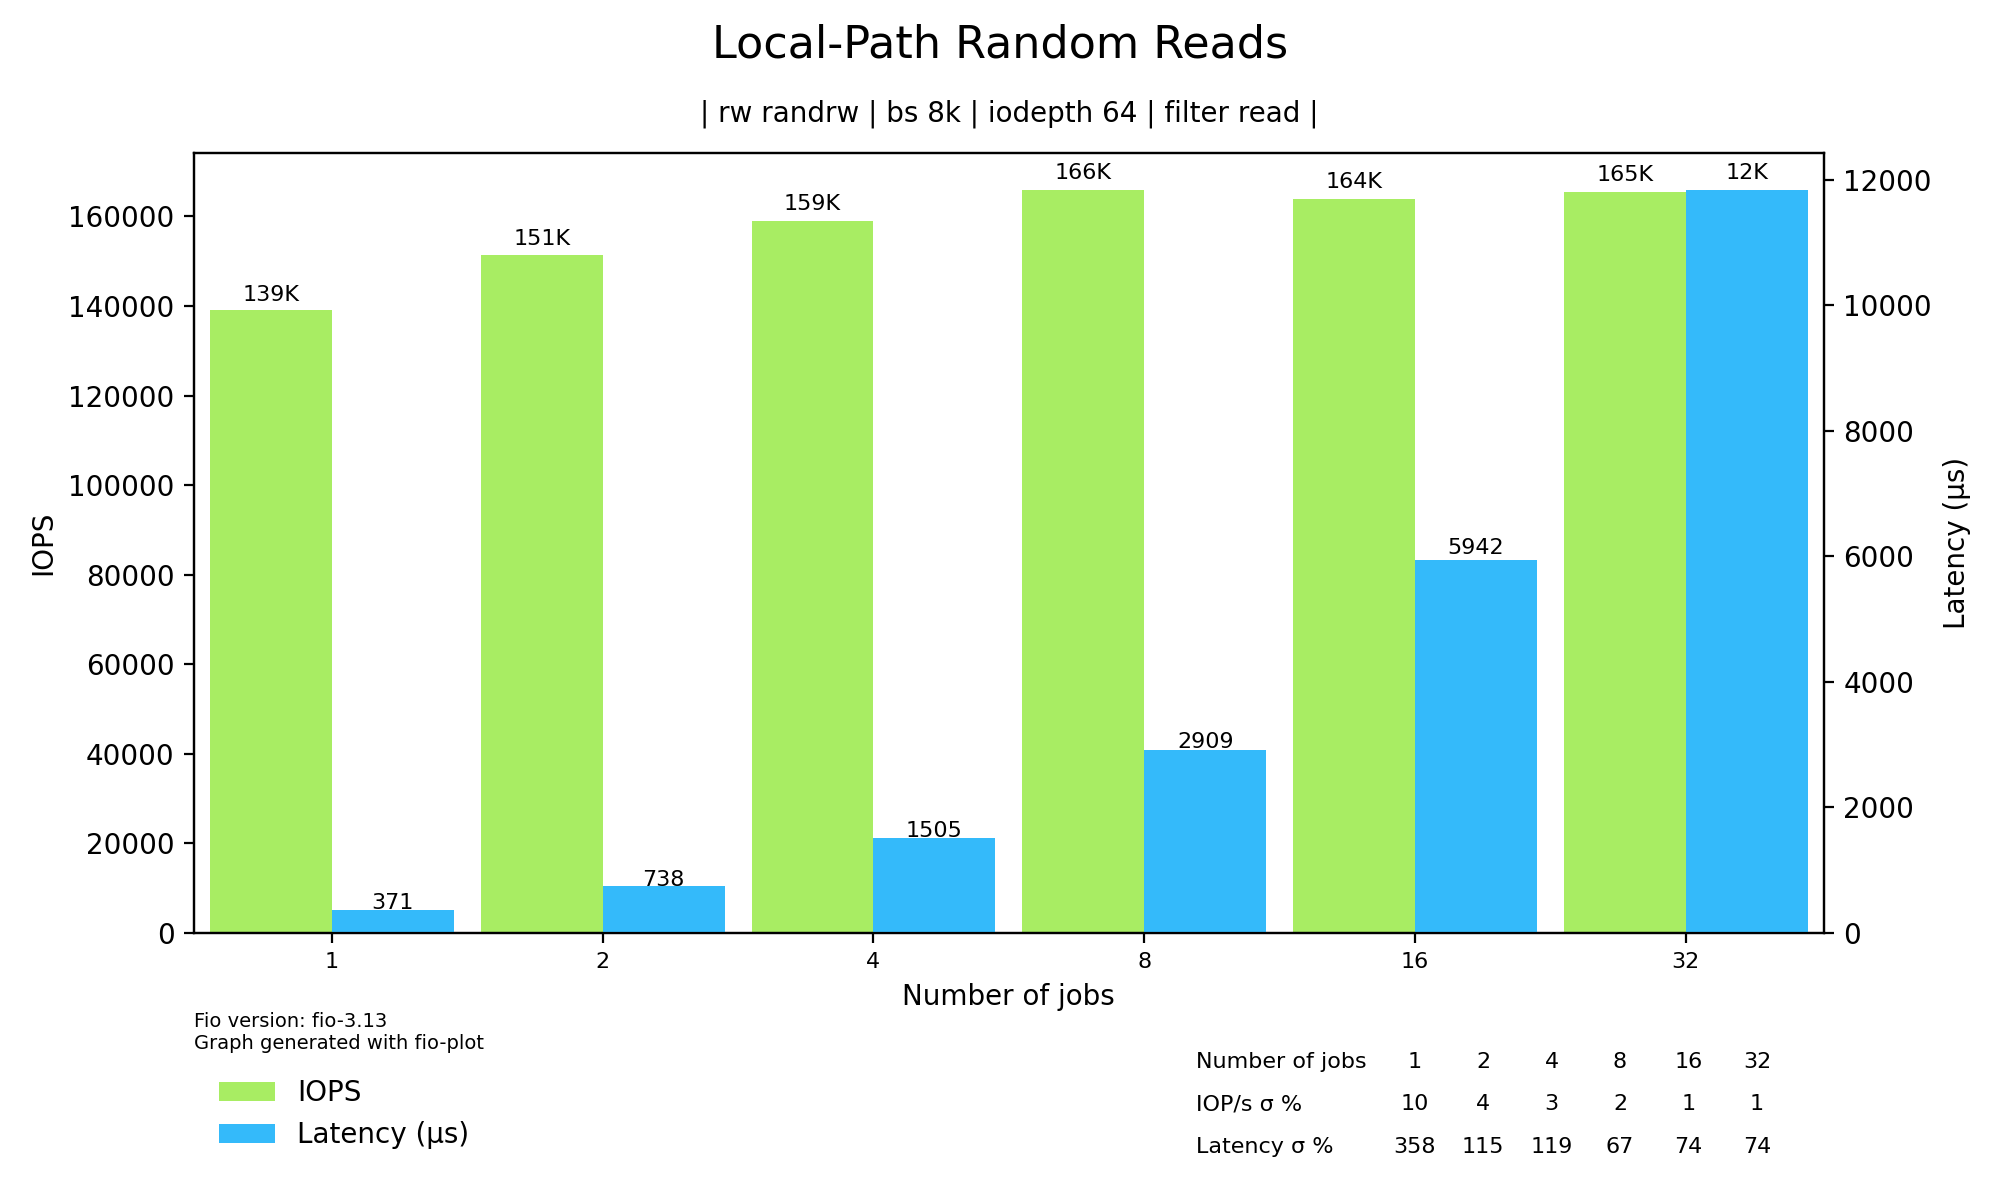 Local-Path Random Reads
| rw randrw | bs 8k | iodepth 64 | filter read |
IOPS
160000
140000
120000
100000
80000
60000
40000
20000
0
139K
151K
159K
166K
164K
165K
12K
371
738
1505
2909
5942
12000
10000
8000
6000
4000
2000
0
Latency (µs)
1 2 4 8 16 32
Number of jobs
Fio version: fio-3.13
Graph generated with fio-plot
IOPS
Latency (µs)
Number of jobs 1 2 4 8 16 32
IOP/s σ % 10 4 3 2 1 1
Latency σ % 358 115 119 67 74 74